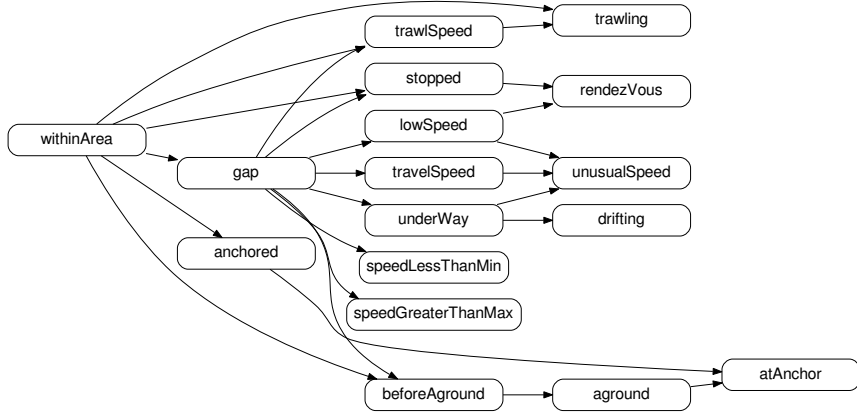 trawling
trawlSpeed
stopped
rendezVous
lowSpeed
withinArea
gap
travelSpeed
unusualSpeed
underWay
drifting
anchored
speedLessThanMin
speedGreaterThanMax
atAnchor
beforeAground
aground